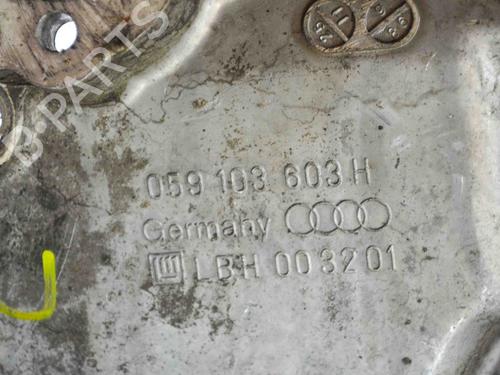 059 103 603 H
Germany
LBH 003201
B-PARTS